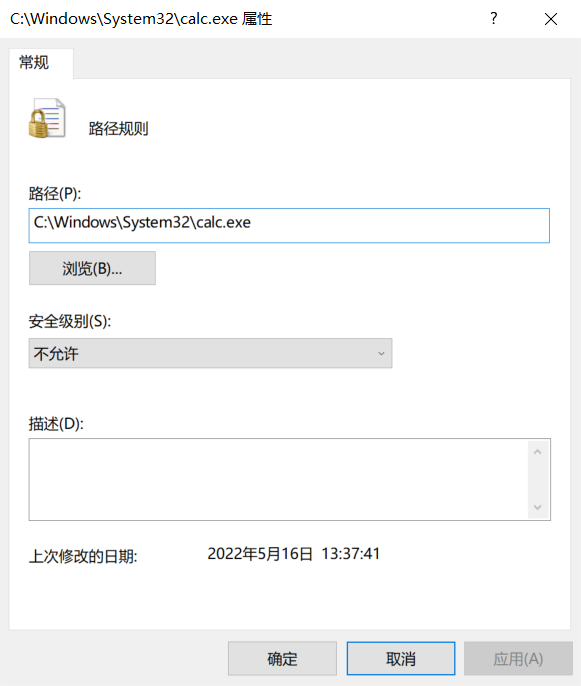 C:\Windows\System32\calc.exe 属性
?
常规
路径规则
路径(P):
C:\Windows\System32\calc.exe
浏览(B)...
安全级别(S):
不允许
描述(D):
上次修改的日期: 2022年5月16日 13:37:41
确定 取消 应用(A)